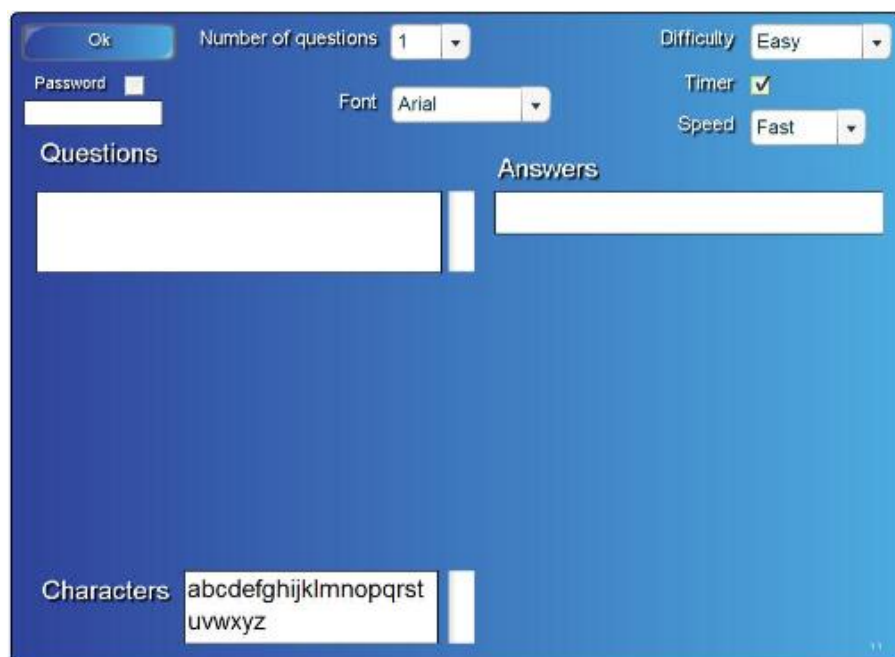 Ok
Number of questions 1
Difficulty Easy
Password
Font Arial
Timer
Speed Fast
Questions
Answers
Characters
abcdefghijklmnopqrst
uvwxyz